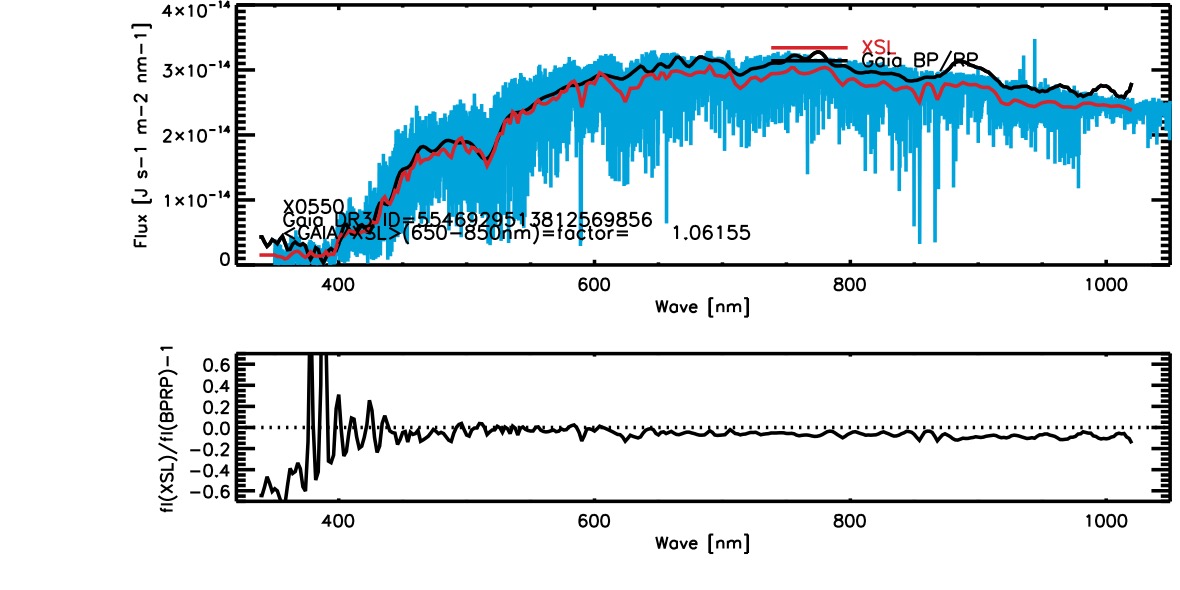 4×10−14
3×10−14
2×10−14
1×10−14
0
Flux [J s−1 m−2 nm−1]
XSL
Gaia BP/RP
X0550
Gaia DR3 ID=5546929513812569856
<GAIA/XSL>(650−850nm)=factor= 1.06155
400 600 800 1000
Wave [nm]
0.6
0.4
0.2
0.0
−0.2
−0.4
−0.6
fl(XSL)/fl(BPRP)−1
400 600 800 1000
Wave [nm]